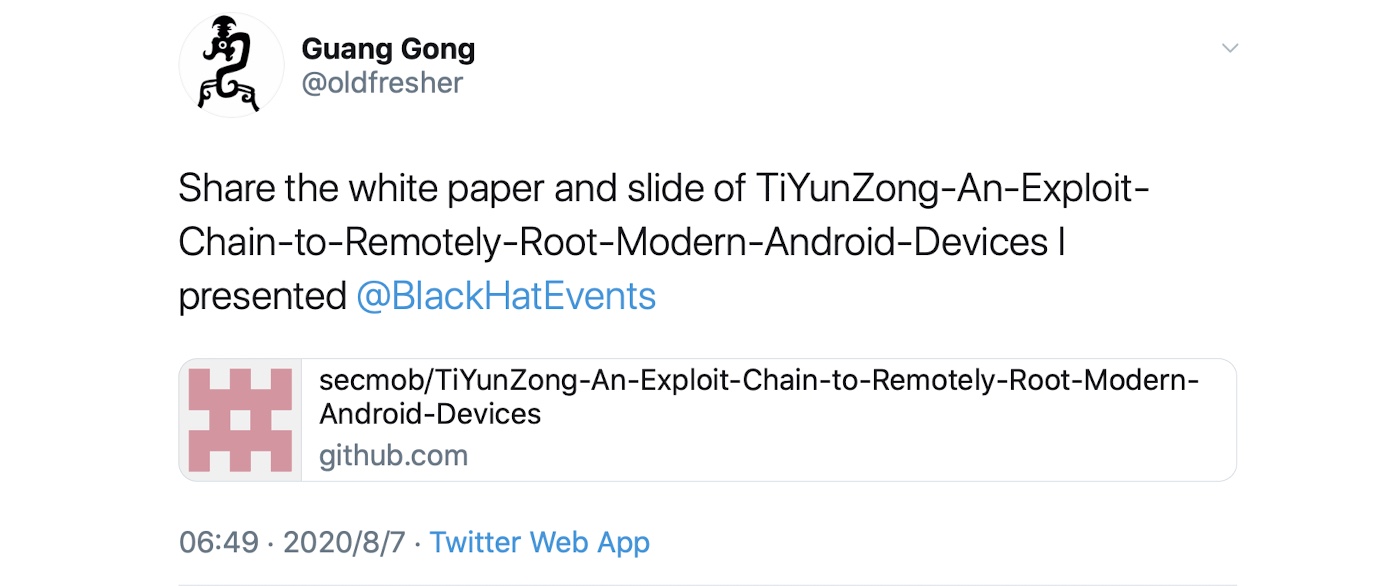 Guang Gong
@oldfresher
Share the white paper and slide of TiYunZong-An-Exploit-
Chain-to-Remotely-Root-Modern-Android-Devices I
presented @BlackHatEvents
secmob/TiYunZong-An-Exploit-Chain-to-Remotely-Root-Modern-
Android-Devices
github.com
06:49 · 2020/8/7 · Twitter Web App